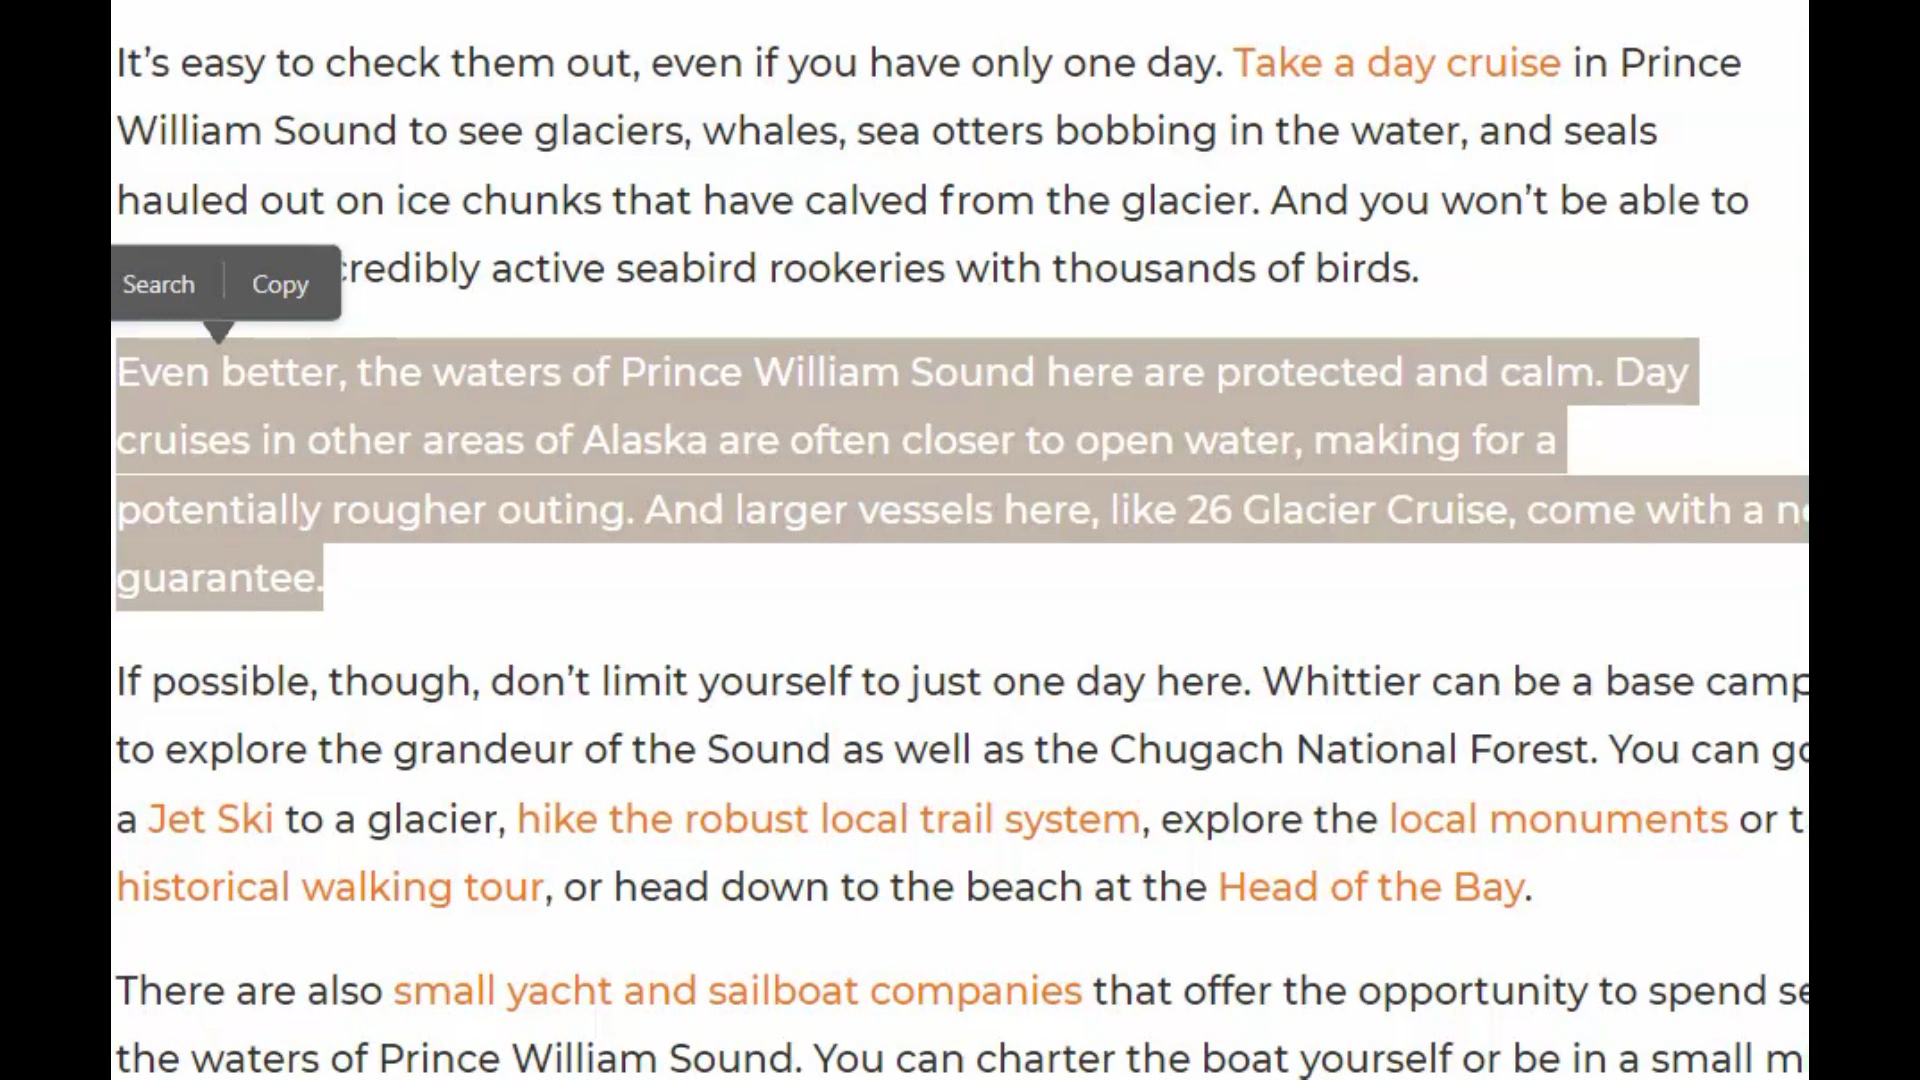 It’s easy to check them out, even if you have only one day. Take a day cruise in Prince
William Sound to see glaciers, whales, sea otters bobbing in the water, and seals
hauled out on ice chunks that have calved from the glacier. And you won’t be able to
credibly active seabird rookeries with thousands of birds.
Search Copy
Even better, the waters of Prince William Sound here are protected and calm. Day
cruises in other areas of Alaska are often closer to open water, making for a
potentially rougher outing. And larger vessels here, like 26 Glacier Cruise, come with a
guarantee.
If possible, though, don’t limit yourself to just one day here. Whittier can be a base camp
to explore the grandeur of the Sound as well as the Chugach National Forest. You can go
a Jet Ski to a glacier, hike the robust local trail system, explore the local monuments or
historical walking tour, or head down to the beach at the Head of the Bay.
There are also small yacht and sailboat companies that offer the opportunity to spend
the waters of Prince William Sound. You can charter the boat yourself or be in a small